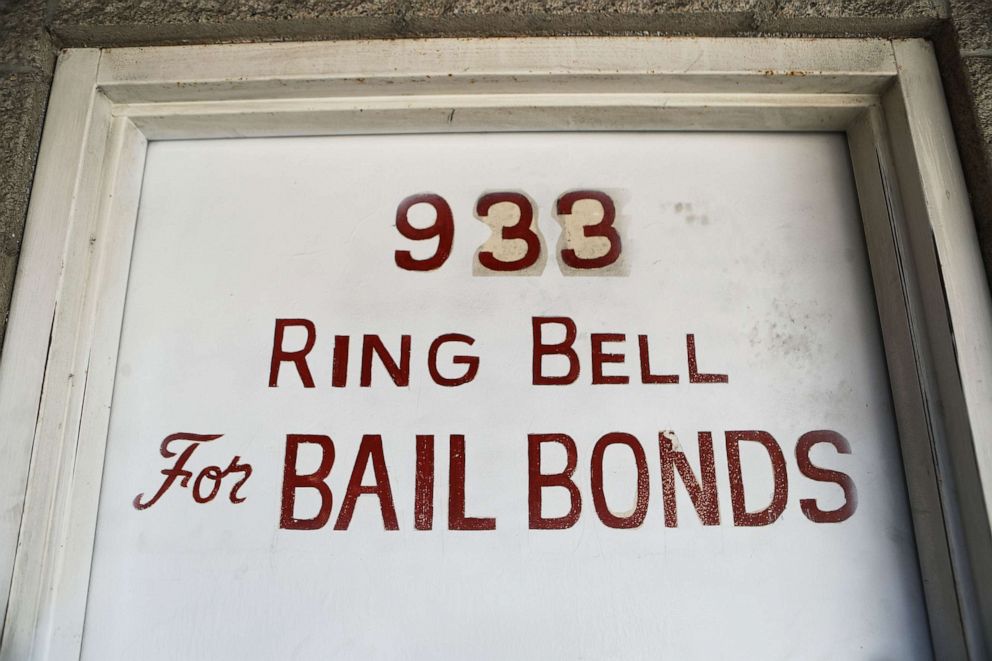 933
RING BELL
For BAIL BONDS